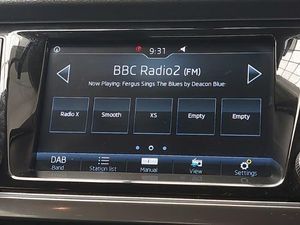 9:31
BBC Radio2 (FM)
Now Playing: Fergus Sings The Blues by Deacon Blue
Radio X Smooth XS Empty Empty
DAB Station list Manual View Settings
Band